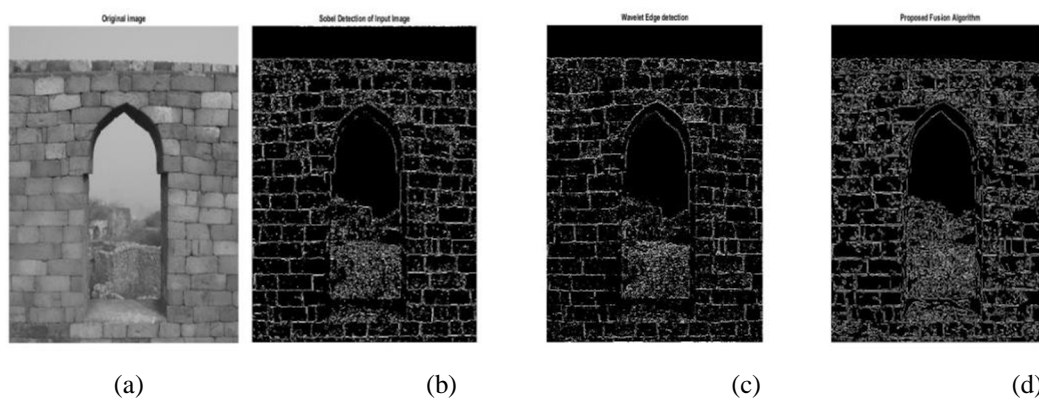 Original image
Sobel Detection of Input Image
Wavelet Edge detection
Proposed Fusion Algorithm
(a)
(b)
(c)
(d)